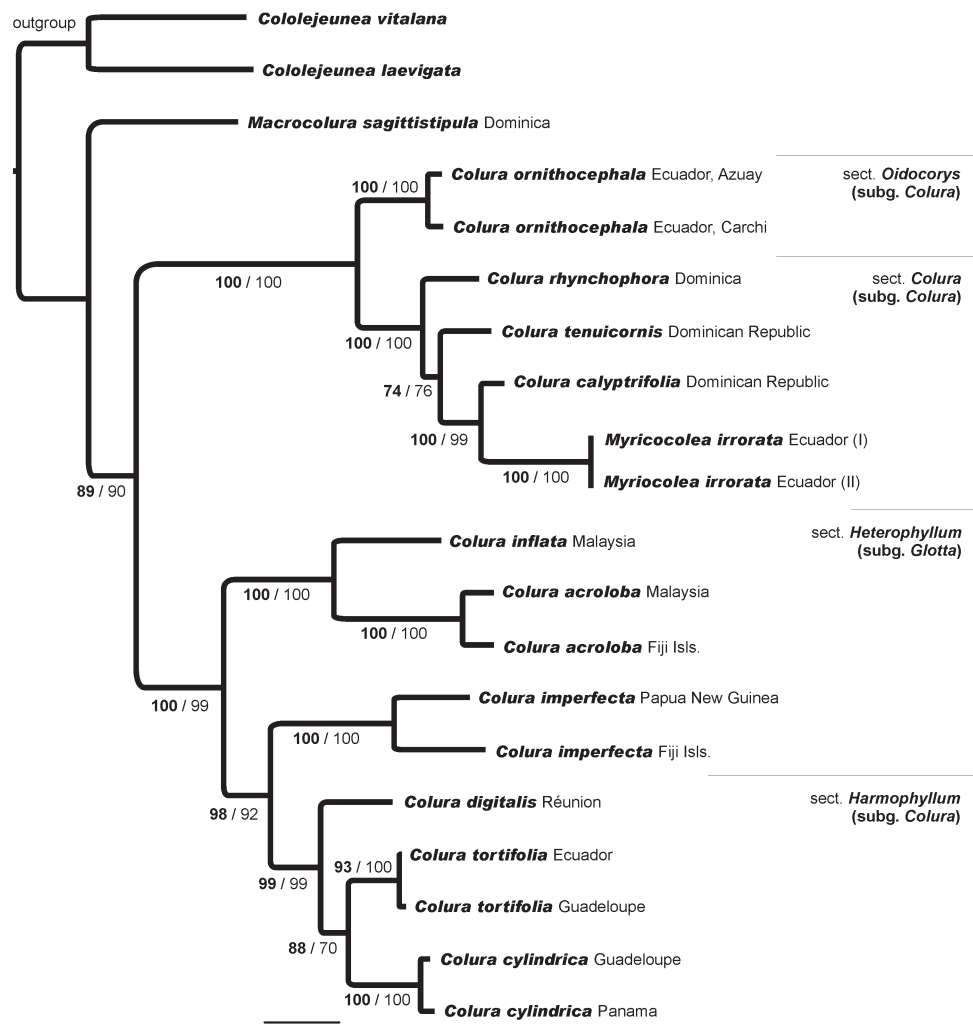 outgroup
Cololejeunea vitalana
Cololejeunea laevigata
Macrocolura sagittistipula Dominica
Colura ornithocephala Ecuador, Azuay
sect. Oidocorys
(subg. Colura)
100 / 100
Colura ornithocephala Ecuador, Carchi
100 / 100
Colura rhynchophora Dominica
sect. Colura
(subg. Colura)
100 / 100
Colura tenuicornis Dominican Republic
74 / 76
Colura calyptrifolia Dominican Republic
100 / 99
Myricocolea irrorata Ecuador (I)
100 / 100
Myriocolea irrorata Ecuador (II)
89 / 90
sect. Heterophyllum
(subg. Glotta)
Colura inflata Malaysia
100 / 100
Colura acroloba Malaysia
100 / 100
Colura acroloba Fiji Isls.
100 / 99
Colura imperfecta Papua New Guinea
100 / 100
Colura imperfecta Fiji Isls.
98 / 92
Colura digitalis Réunion
sect. Harmophyllum
(subg. Colura)
Colura tortifolia Ecuador
93 / 100
99 / 99
Colura tortifolia Guadeloupe
88 / 70
Colura cylindrica Guadeloupe
100 / 100
Colura cylindrica Panama